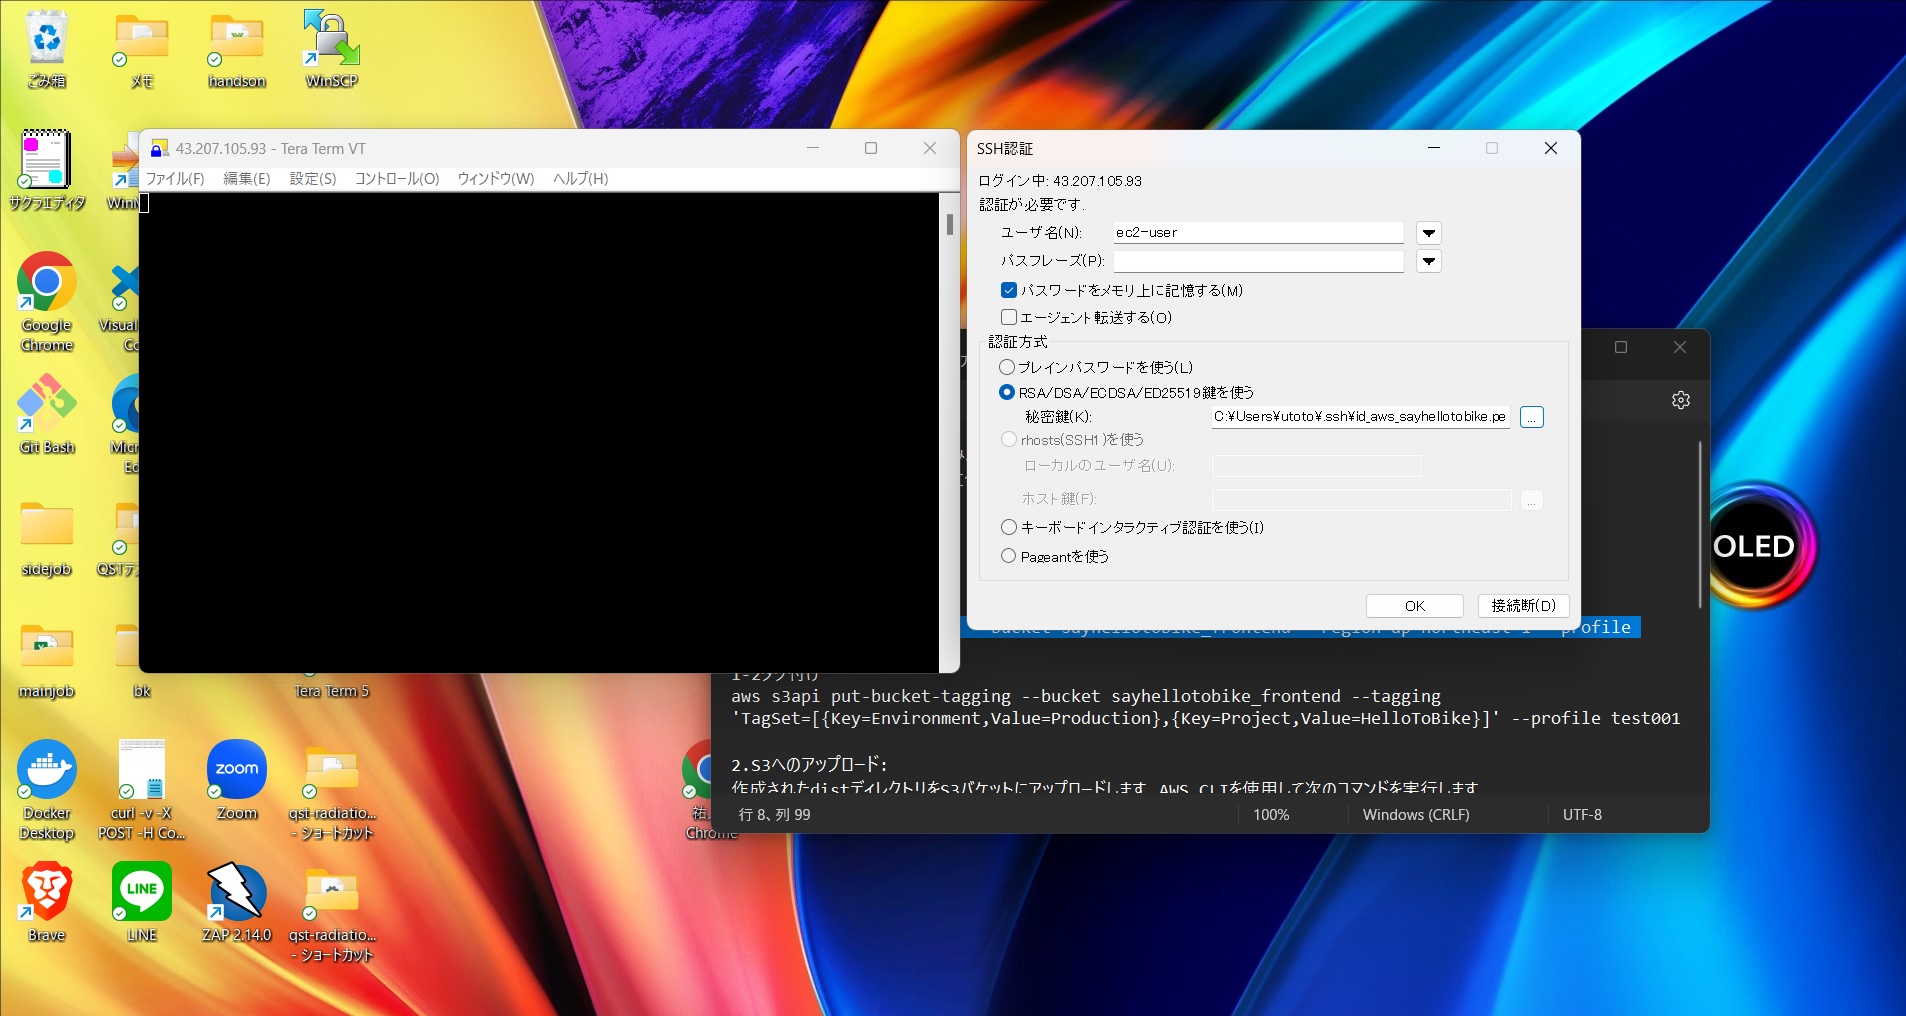 ごみ箱
メモ
handson
WinSCP
サクラエディタ
Google
Chrome
Visual
Git Bash
sidejob
mainjob
bk
Tera Term 5
Docker
Desktop
curl -v -X
POST -H Co...
Zoom
zoom
qst-radiatio...
- ショートカット
Brave
LINE
LINE
ZAP 2.14.0
qst-radiatio...
- ショートカット
43.207.105.93 - Tera Term VT
ファイル(F) 編集(E) 設定(S) コントロール(O) ウィンドウ(W) ヘルプ(H)
SSH認証
ログイン中: 43.207.105.93
認証が必要です.
ユーザ名(N): ec2-user
パスフレーズ(P):
パスワードをメモリ上に記憶する(M)
エージェント転送する(O)
認証方式
プレインパスワードを使う(L)
RSA/DSA/ECDSA/ED25519鍵を使う
秘密鍵(K): C:¥Users¥utoto¥.ssh¥id_aws_sayhellotobike.pe ...
rhosts(SSH1)を使う
ローカルのユーザ名(U):
ホスト鍵(F): ...
キーボードインタラクティブ認証を使う(I)
Pageantを使う
OK 接続断(D)
aws s3api put-bucket-tagging --bucket sayhellotobike_frontend --tagging
'TagSet=[{Key=Environment,Value=Production},{Key=Project,Value=HelloToBike}]' --profile test001
2.S3へのアップロード:
作成されたdistディレクトリをS3バケットにアップロードします。AWS CLIを使用して次のコマンドを実行します
行 8、列 99 100% Windows (CRLF) UTF-8
Chrome
OLED